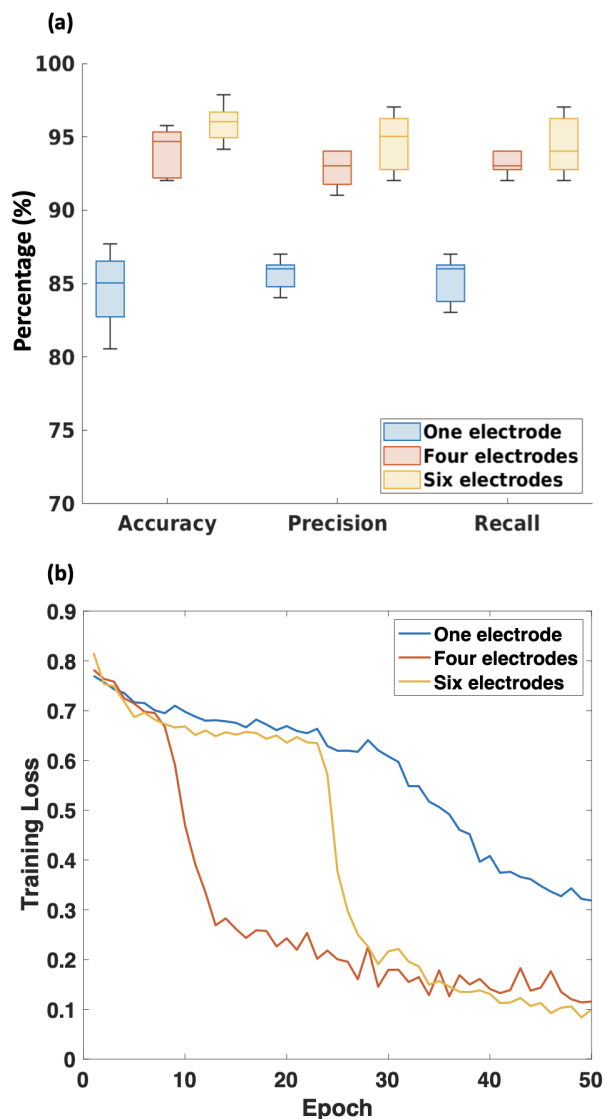 (a)
100
95
90
85
80
75
70
Percentage (%)
One electrode
Four electrodes
Six electrodes
Accuracy
Precision
Recall
(b)
0.9
0.8
0.7
0.6
0.5
0.4
0.3
0.2
0.1
0
Training Loss
One electrode
Four electrodes
Six electrodes
0
10
20
30
40
50
Epoch